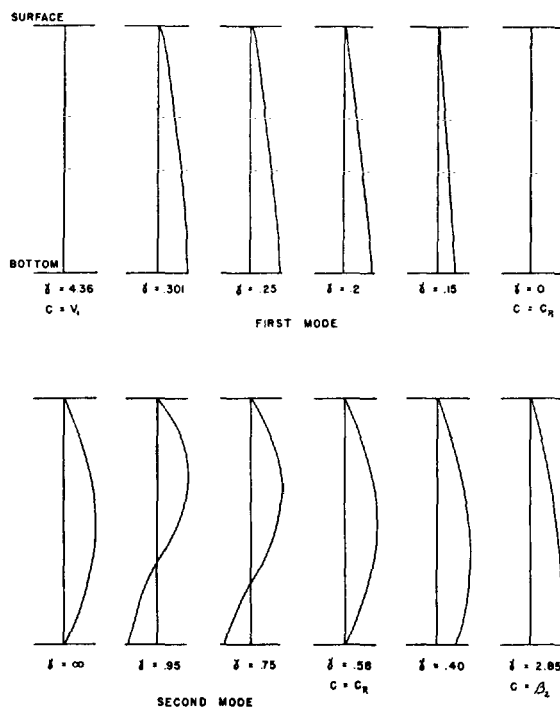 SURFACE
BOTTOM
γ = 4.36 γ = .301 γ = .25 γ = .2 γ = .15 γ = 0
C = V₁ C = C_R
FIRST MODE
γ = ∞ γ = .95 γ = .75 γ = .58 γ = .40 γ = 2.85
C = C_R C = β₂
SECOND MODE